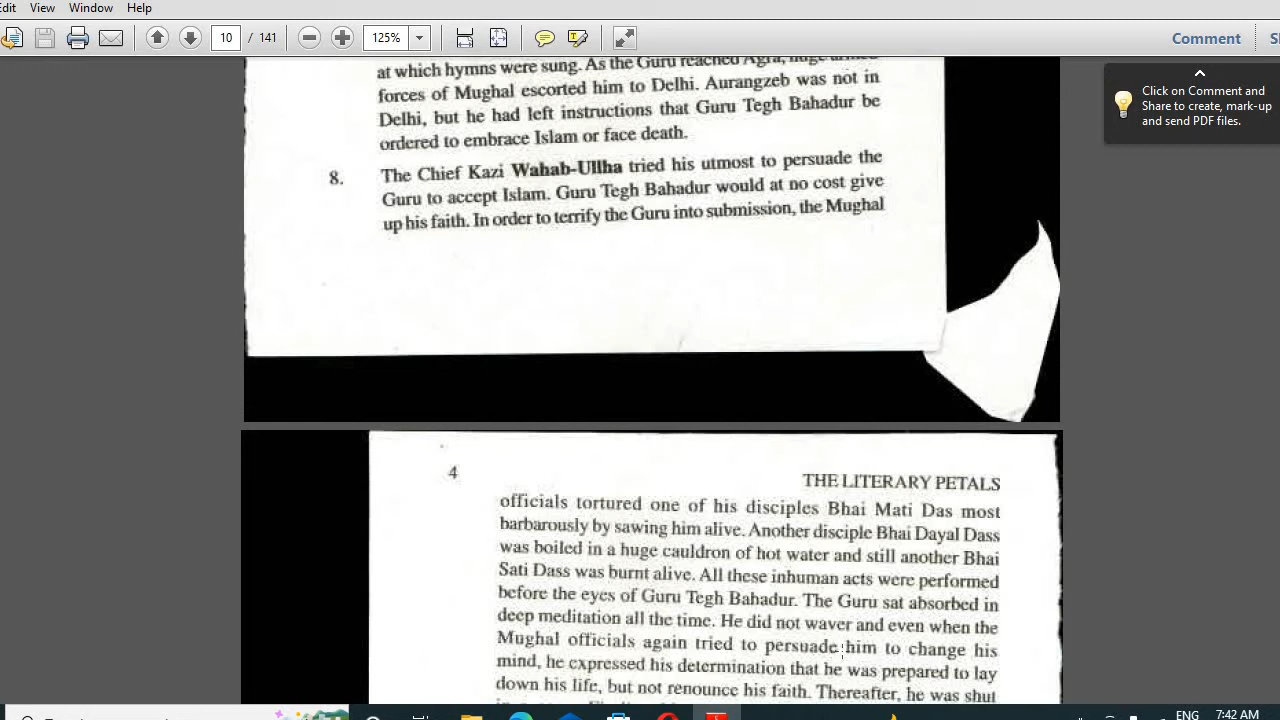 Edit View Window Help
10 / 141
125%
Comment
Click on Comment and
Share to create, mark-up
and send PDF files.
at which hymns were sung. As the Guru reached Agra, huge armed
forces of Mughal escorted him to Delhi. Aurangzeb was not in
Delhi, but he had left instructions that Guru Tegh Bahadur be
ordered to embrace Islam or face death.
8. The Chief Kazi Wahab-Ullha tried his utmost to persuade the
Guru to accept Islam. Guru Tegh Bahadur would at no cost give
up his faith. In order to terrify the Guru into submission, the Mughal
4 THE LITERARY PETALS
officials tortured one of his disciples Bhai Mati Das most
barbarously by sawing him alive. Another disciple Bhai Dayal Dass
was boiled in a huge cauldron of hot water and still another Bhai
Sati Dass was burnt alive. All these inhuman acts were performed
before the eyes of Guru Tegh Bahadur. The Guru sat absorbed in
deep meditation all the time. He did not waver and even when the
Mughal officials again tried to persuade him to change his
mind, he expressed his determination that he was prepared to lay
down his life, but not renounce his faith. Thereafter, he was shut
ENG 7:42 AM